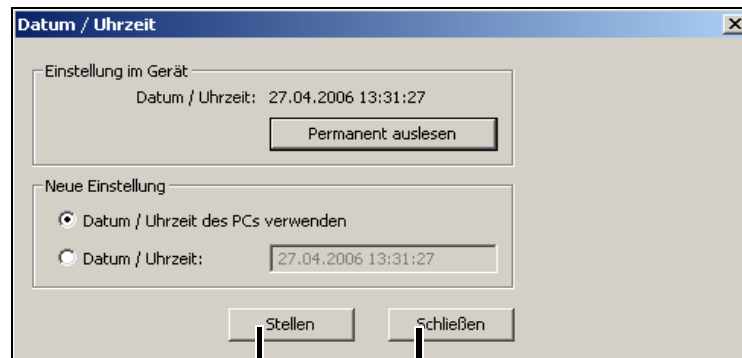 Datum / Uhrzeit
Einstellung im Gerät
Datum / Uhrzeit: 27.04.2006 13:31:27
Permanent auslesen
Neue Einstellung
Datum / Uhrzeit des PCs verwenden
Datum / Uhrzeit: 27.04.2006 13:31:27
Stellen Schließen